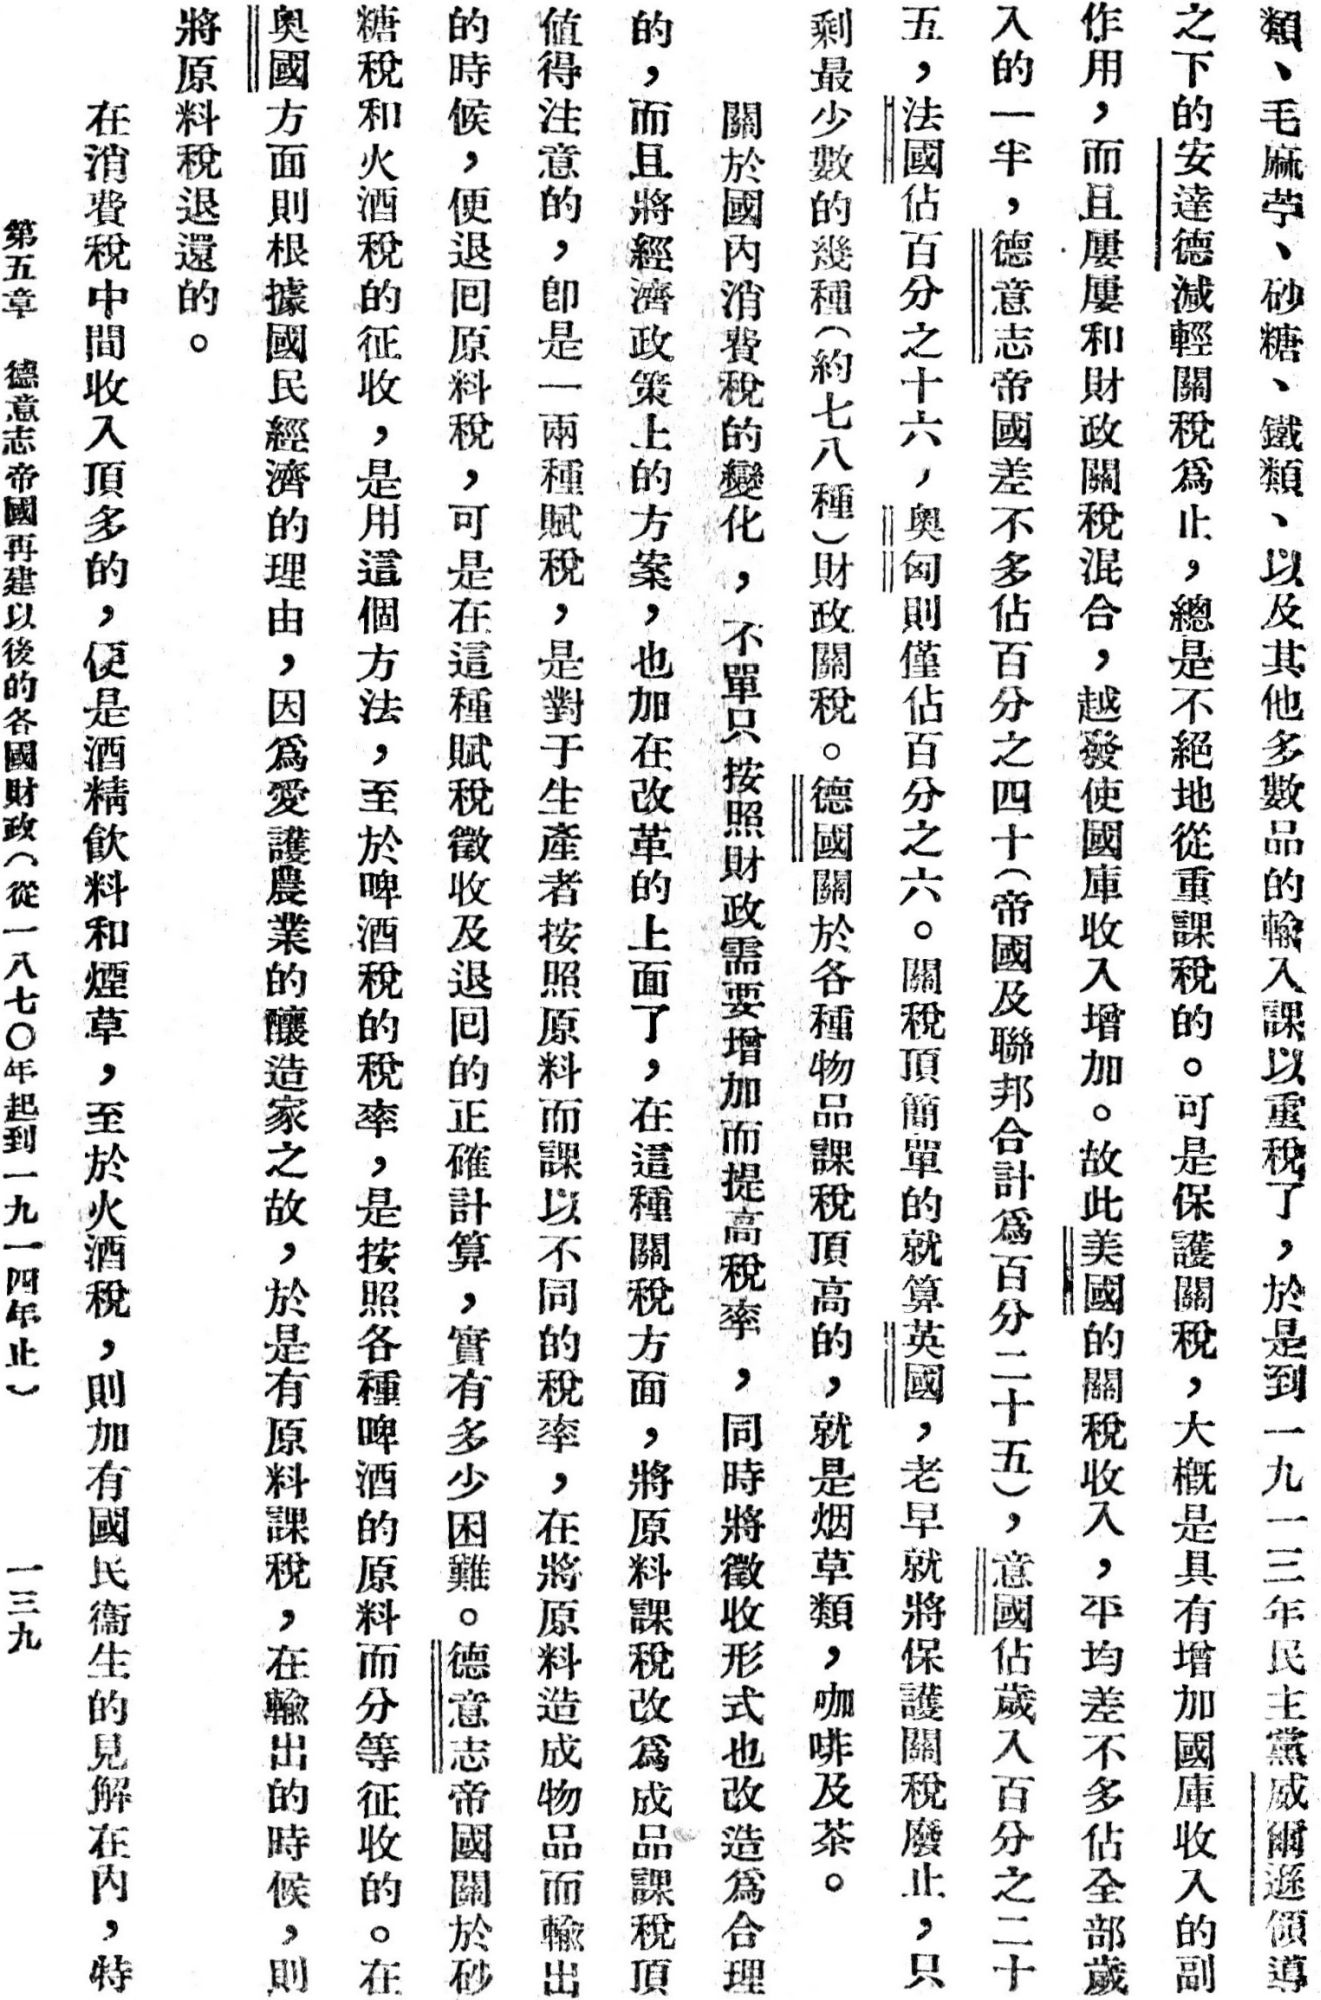 類、毛麻苧、砂糖、鐵類、以及其他多數品的輸入課以重稅了，於是到一九一三年民主黨威爾遜領導
之下的安達德減輕關稅爲止，總是不絕地從重課稅的。可是保護關稅，大概是具有增加國庫收入的副
作用，而且屢屢和財政關稅混合，越發使國庫收入增加。故此美國的關稅收入，平均差不多佔全部歲
入的一半，德意志帝國差不多佔百分之四十（帝國及聯邦合計爲百分二十五），意國佔歲入百分之二十
五，法國佔百分之十六，奧匈則僅佔百分之六。關稅頂簡單的就算英國，老早就將保護關稅廢止，只
剩最少數的幾種（約七八種）財政關稅。德國關於各種物品課稅頂高的，就是烟草類，咖啡及茶。
關於國內消費稅的變化，不單只按照財政需要增加而提高稅率，同時將徵收形式也改造爲合理
的，而且將經濟政策上的方案，也加在改革的上面了，在這種關稅方面，將原料課稅改爲成品課稅頂
值得注意的，卽是一兩種賦稅，是對于生產者按照原料而課以不同的稅率，在將原料造成物品而輸出
的時候，便退回原料稅，可是在這種賦稅徵收及退回的正確計算，實有多少困難。德意志帝國關於砂
糖稅和火酒稅的征收，是用這個方法，至於啤酒稅的稅率，是按照各種啤酒的原料而分等征收的。在
奧國方面則根據國民經濟的理由，因爲愛護農業的釀造家之故，於是有原料課稅，在輸出的時候，則
將原料稅退還的。
在消費稅中間收入頂多的，便是酒精飲料和煙草，至於火酒稅，則加有國民衞生的見解在內，特
第五章　德意志帝國再建以後的各國財政（從一八七〇年起到一九一四年止）　一三九